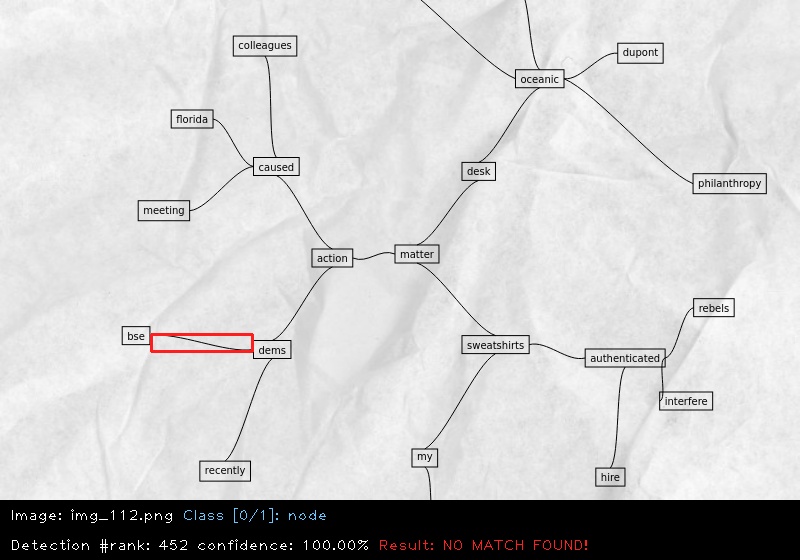 colleagues
dupont
oceanic
florida
caused
desk
philanthropy
meeting
action
matter
rebels
bse
dems
sweatshirts
authenticated
interfere
my
recently
hire
Image: img_112.png Class [0/1]: node
Detection #rank: 452 confidence: 100.00% Result: NO MATCH FOUND!